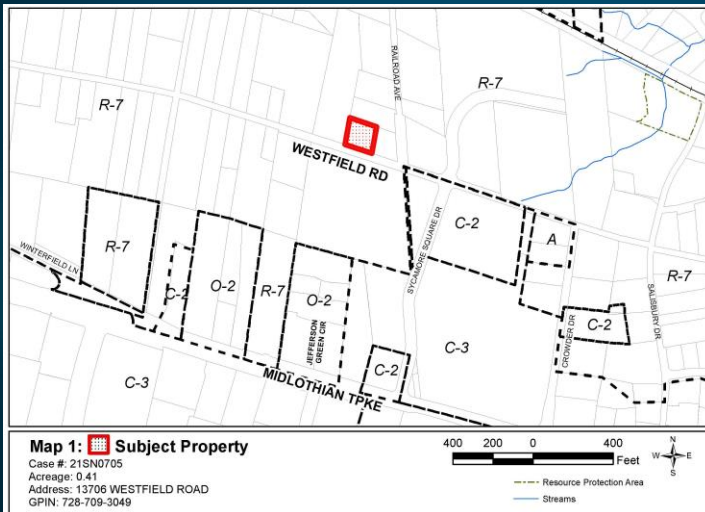 RAILROAD AVE
R-7
R-7
WESTFIELD RD
C-2
A
SYCAMORE SQUARE DR
R-7
WINTERFIELD LN
C-2
O-2
R-7
O-2
JEFFERSON
GREEN CIR
R-7
SALISBURY DR
CROWDER DR
C-2
C-3
C-2
C-3
MIDLOTHIAN TPKE
Map 1: Subject Property
Case #: 21SN0705
Acreage: 0.41
Address: 13706 WESTFIELD ROAD
GPIN: 728-709-3049
400 200 0 400
Feet
N
W E
S
Resource Protection Area
Streams